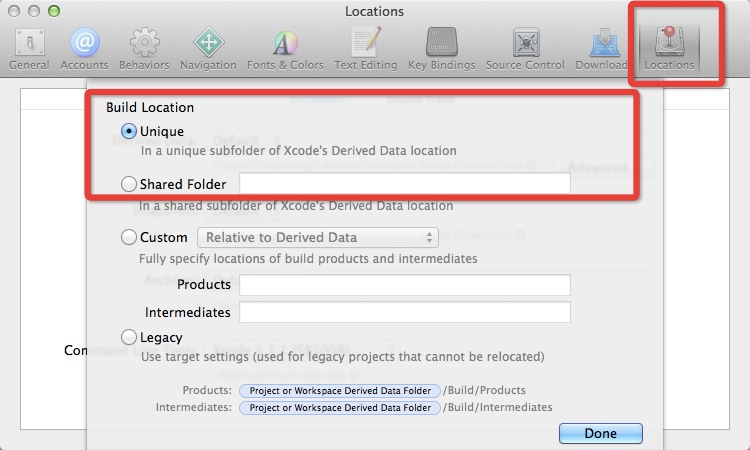 Locations
General Accounts Behaviors Navigation Fonts & Colors Text Editing Key Bindings Source Control Downloads Locations
Build Location
Unique
In a unique subfolder of Xcode's Derived Data location
Advanced
Shared Folder
In a shared subfolder of Xcode's Derived Data location
Custom Relative to Derived Data
Fully specify locations of build products and intermediates
Products
Intermediates
Legacy
Use target settings (used for legacy projects that cannot be relocated)
Products: Project or Workspace Derived Data Folder /Build/Products
Intermediates: Project or Workspace Derived Data Folder /Build/Intermediates
Done